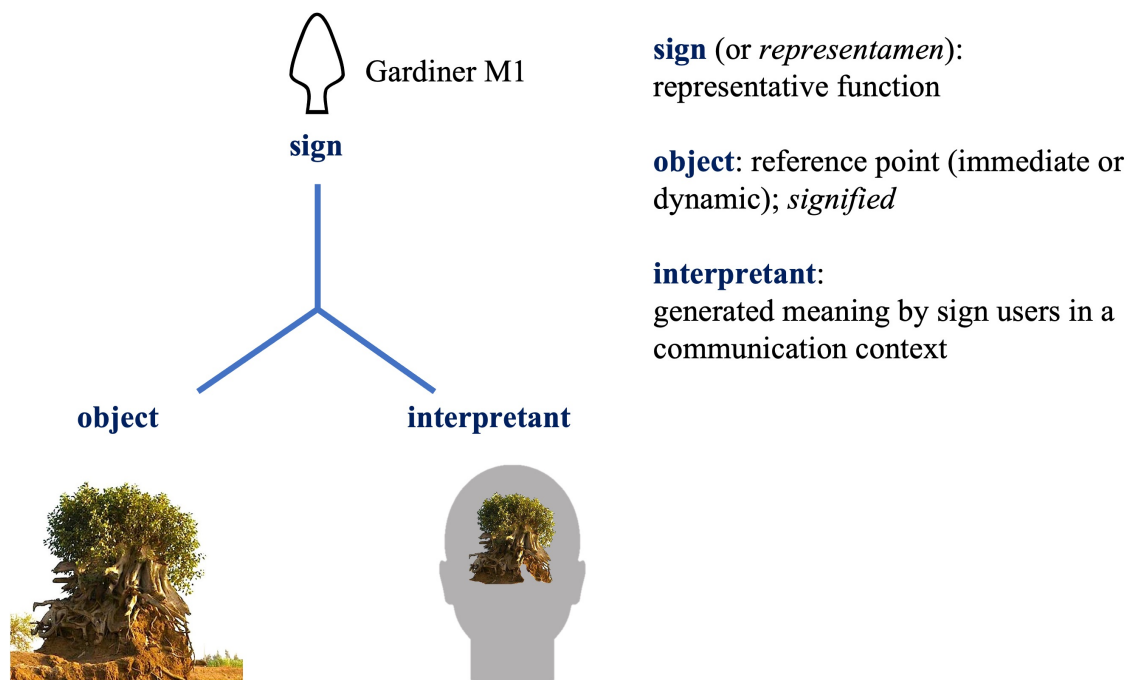 Gardiner M1
sign
object
interpretant
sign (or representamen):
representative function
object: reference point (immediate or
dynamic); signified
interpretant:
generated meaning by sign users in a
communication context